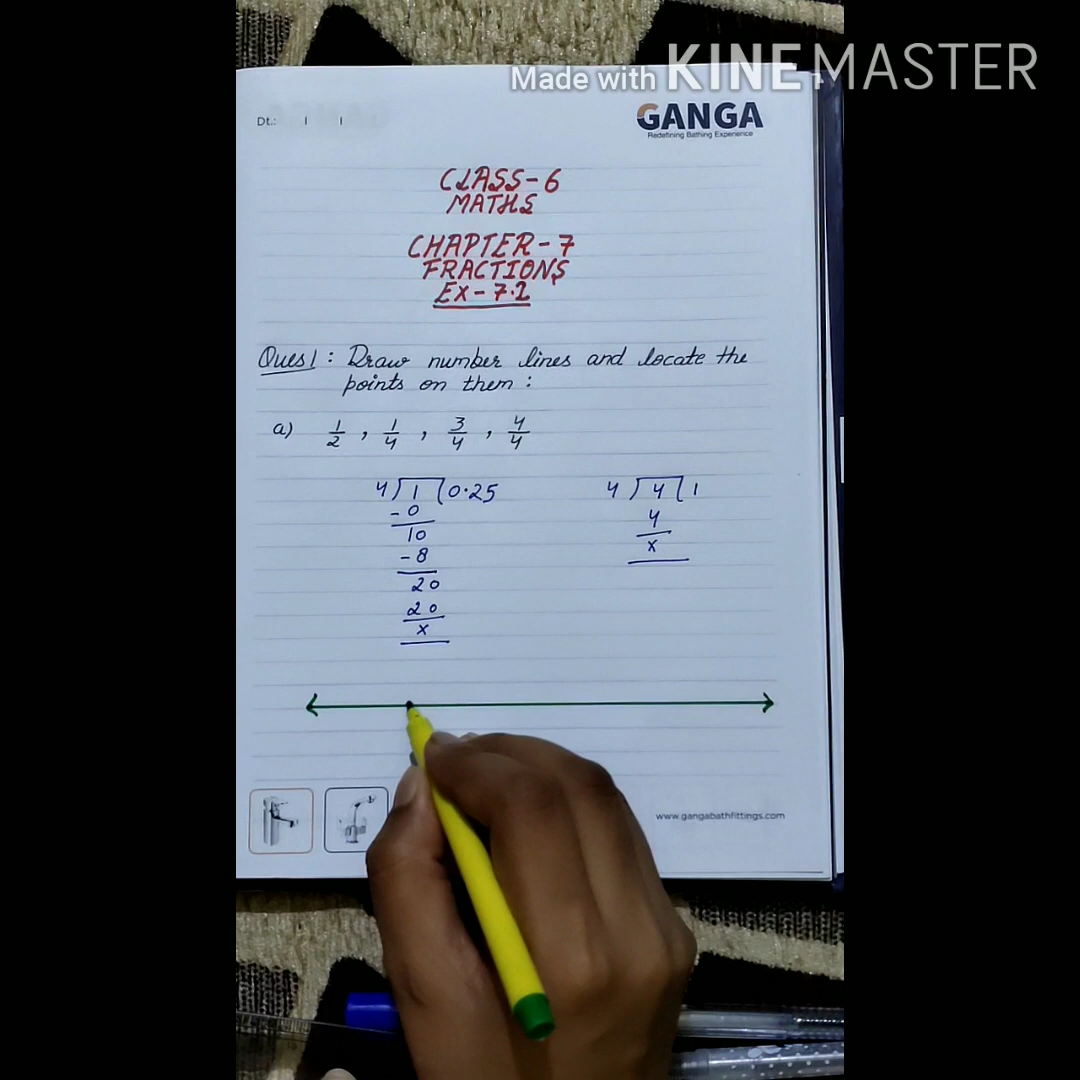 Made with KINEMASTER
Dt.: / /
GANGA
Redefining Bathing Experience
CLASS-6
MATHS
CHAPTER-7
FRACTIONS
EX-7.2
Ques 1: Draw number lines and locate the
points on them:
a) 1/2, 1/4, 3/4, 4/4
4) 1 (0.25
-0
10
-8
20
20
x
4) 4 (1
4
x
www.gangabathfittings.com